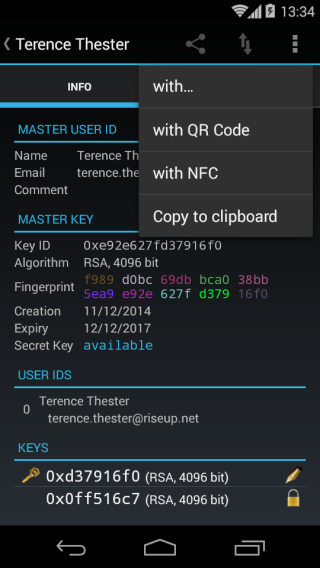 13:34
Terence Thester
INFO
with...
with QR Code
with NFC
Copy to clipboard
MASTER USER ID
Name Terence Th
Email terence.the
Comment
MASTER KEY
Key ID 0xe92e627fd37916f0
Algorithm RSA, 4096 bit
Fingerprint f989 d0bc 69db bca0 38bb
5ea9 e92e 627f d379 16f0
Creation 11/12/2014
Expiry 12/12/2017
Secret Key available
USER IDS
0 Terence Thester
terence.thester@riseup.net
KEYS
0xd37916f0 (RSA, 4096 bit)
0x0ff516c7 (RSA, 4096 bit)